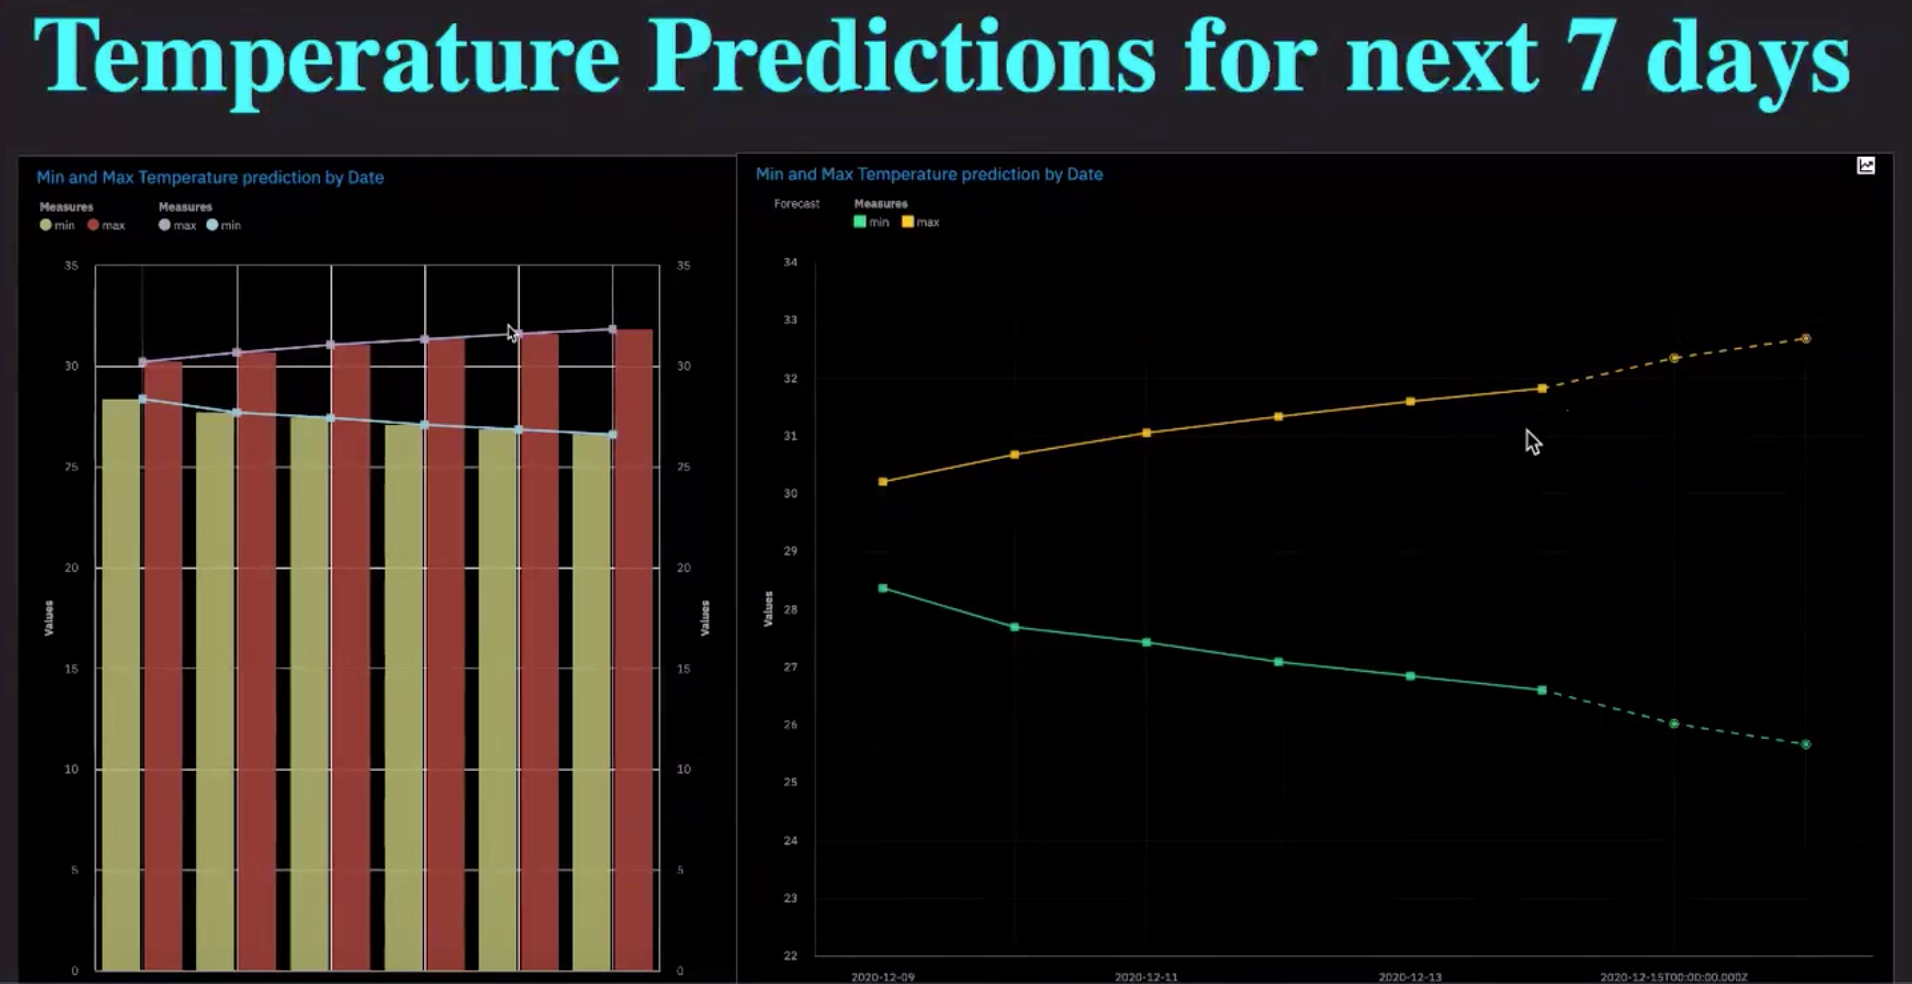 Temperature Predictions for next 7 days
Min and Max Temperature prediction by Date
Measures Measures
min max max min
35 35
30 30
25 25
20 20
15 15
10 10
5 5
0 0
Values
Values
Min and Max Temperature prediction by Date
Forecast Measures
min max
34
33
32
31
30
29
28
27
26
25
24
23
22
Values
2020-12-09 2020-12-11 2020-12-13 2020-12-15T00:00:00.000Z